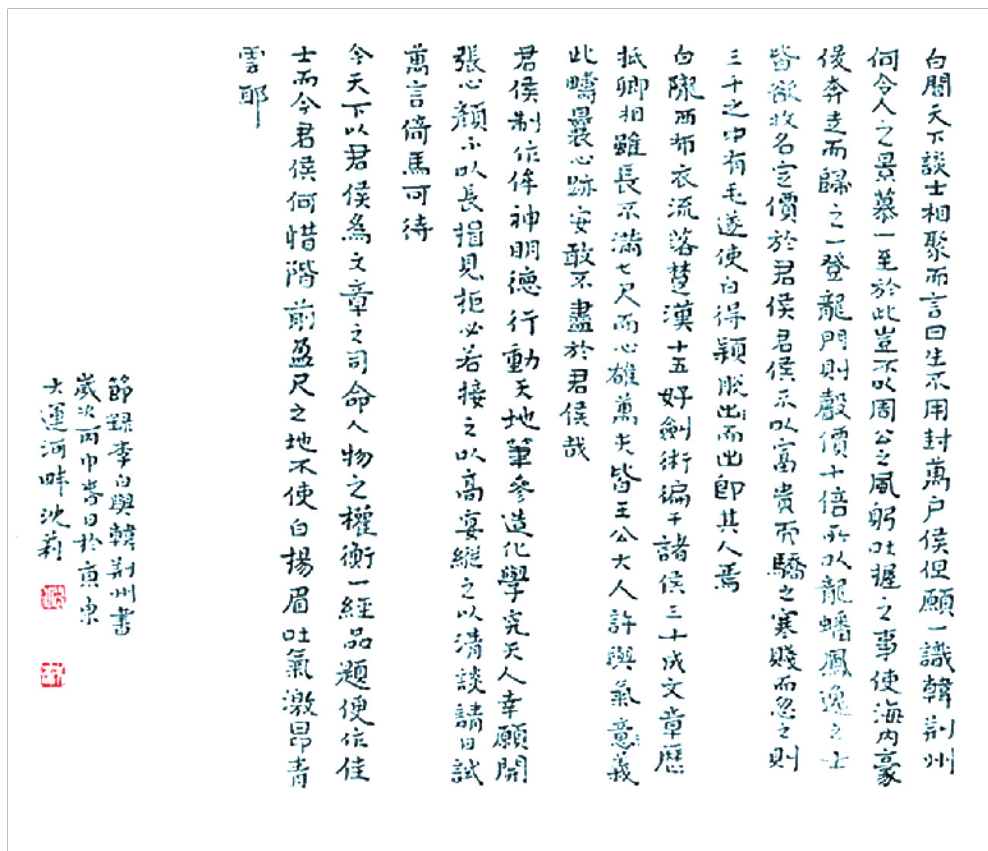 白聞天下談士相聚而言曰生不用封萬户侯但願一識韓荆州
何令人之景慕一至於此豈不以周公之風躬吐握之事使海内豪
俊奔走而歸之一登龍門則聲價十倍所以龍蟠鳳逸之士
皆欲收名定價於君侯君侯不以富貴而驕之寒賤而忽之則
三千之中有毛遂使白得穎脱而出即其人焉
白隴西布衣流落楚漢十五好劍術徧干諸侯三十成文章歷
抵卿相雖長不滿七尺而心雄萬夫皆王公大人許與氣義
此疇曩心跡安敢不盡於君侯哉
君侯制作侔神明德行動天地筆參造化學究天人幸願開
張心顔不以長揖見拒必若接之以高宴縱之以清談請日試
萬言倚馬可待
今天下以君侯爲文章之司命人物之權衡一經品題便作佳
士而今君侯何惜階前盈尺之地不使白揚眉吐氣激昂青
雲耶
節録李白與韓荆州書
歲次丙申春日於京東
大運河畔沈莉